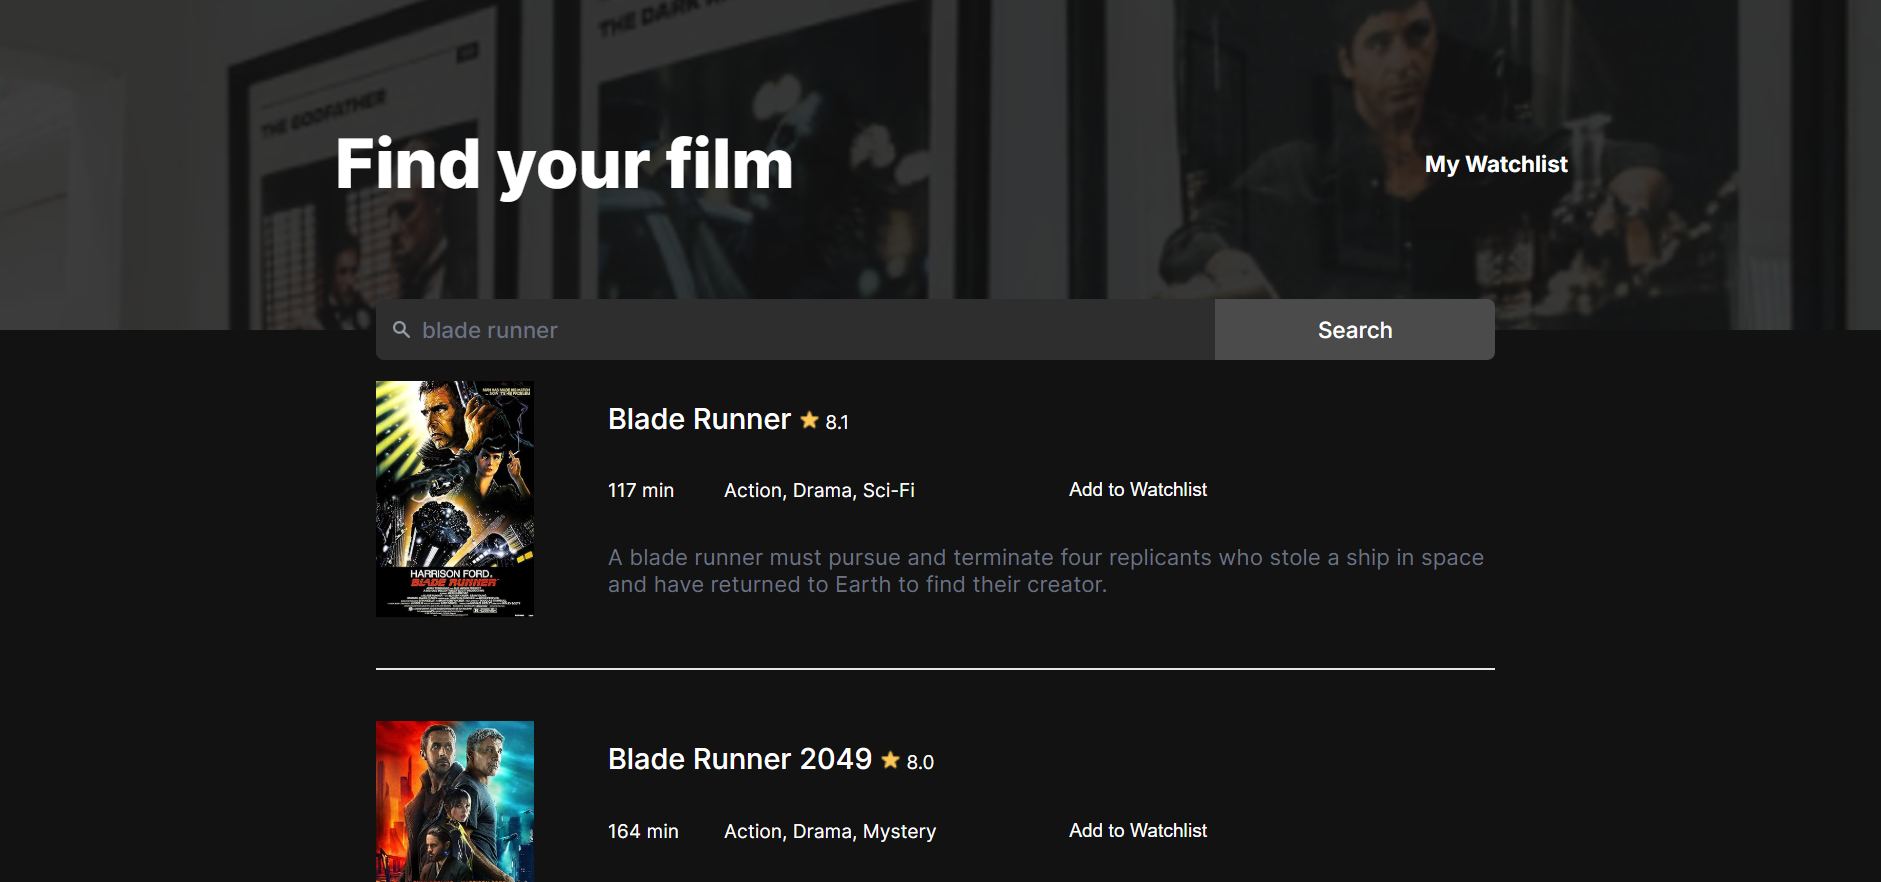 THE DARK
THE GODFATHER
Find your film
My Watchlist
blade runner
Search
Blade Runner 8.1
117 min Action, Drama, Sci-Fi Add to Watchlist
A blade runner must pursue and terminate four replicants who stole a ship in space
and have returned to Earth to find their creator.
HARRISON FORD
BLADE RUNNER
Blade Runner 2049 8.0
164 min Action, Drama, Mystery Add to Watchlist